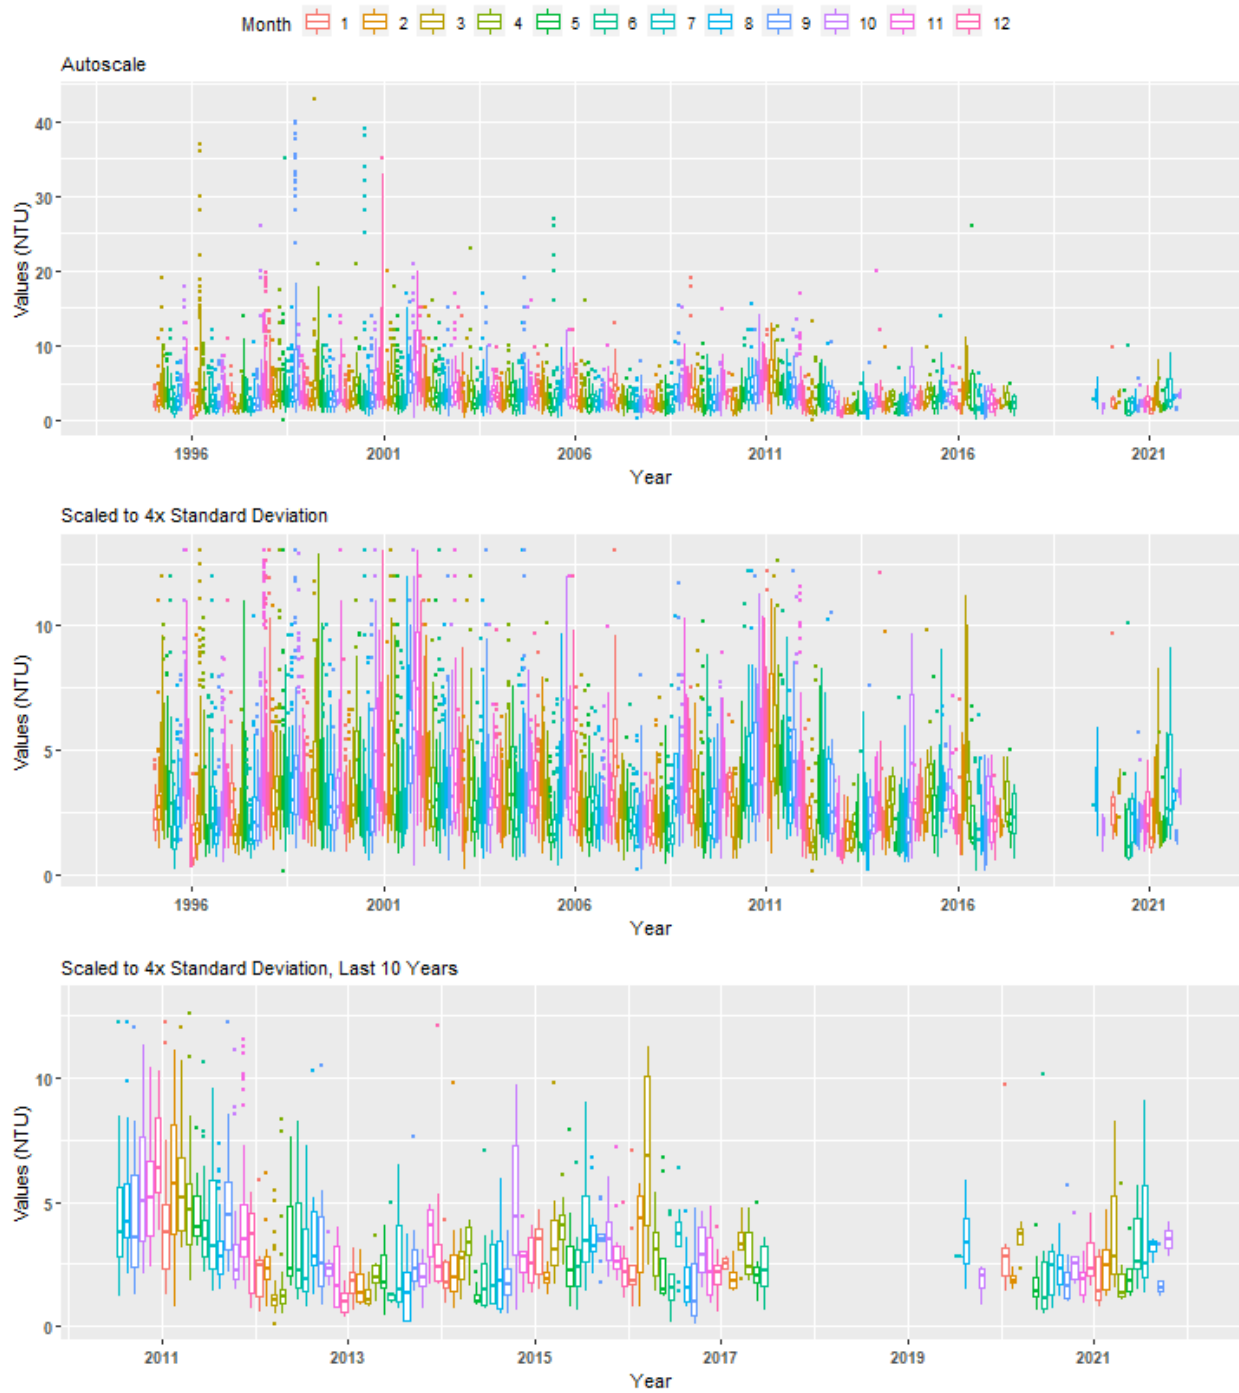 Month 1 2 3 4 5 6 7 8 9 10 11 12
Autoscale
Values (NTU)
40
30
20
10
0
1996 2001 2006 2011 2016 2021
Year
Scaled to 4x Standard Deviation
Values (NTU)
10
5
0
1996 2001 2006 2011 2016 2021
Year
Scaled to 4x Standard Deviation, Last 10 Years
Values (NTU)
10
5
0
2011 2013 2015 2017 2019 2021
Year